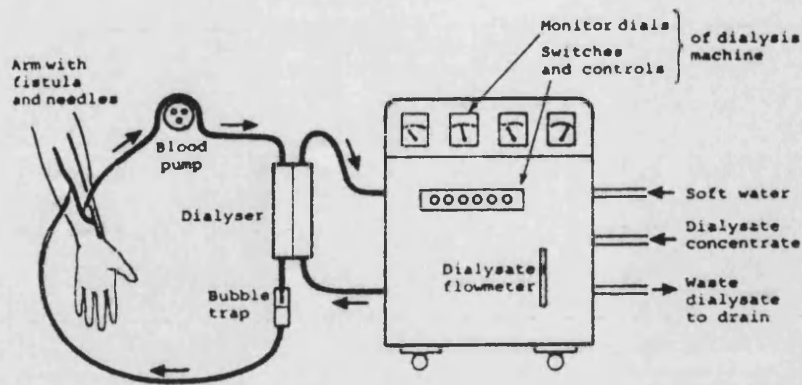 Monitor dials
Switches
and controls
of dialysis
machine
Arm with
fistula
and needles
Blood
pump
Dialyser
Bubble
trap
Dialysate
flowmeter
Soft water
Dialysate
concentrate
Waste
dialysate
to drain